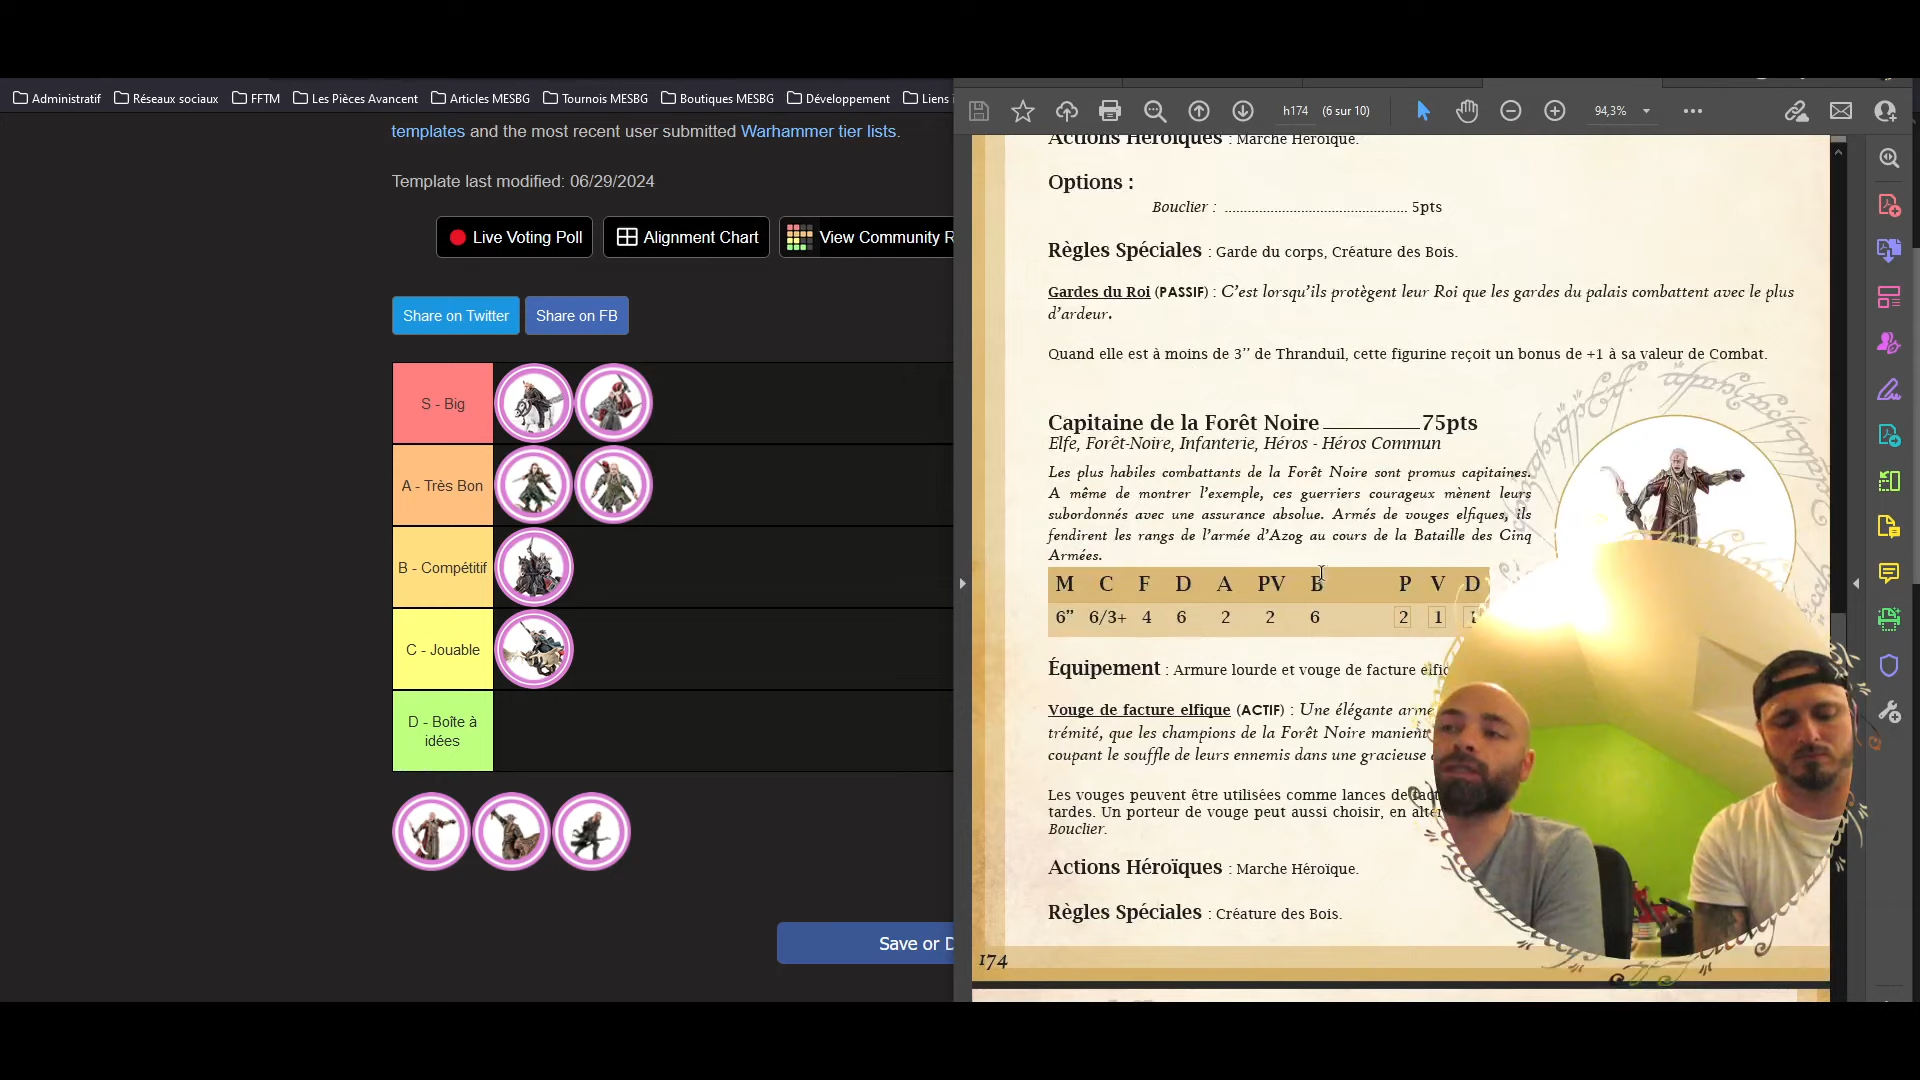 Administratif Réseaux sociaux FFTM Les Pièces Avancent Articles MESBG Tournois MESBG Boutiques MESBG Développement Liens
templates and the most recent user submitted Warhammer tier lists.
Template last modified: 06/29/2024
Live Voting Poll Alignment Chart View Community R
Share on Twitter Share on FB
S - Big
A - Très Bon
B - Compétitif
C - Jouable
D - Boîte à
idées
Save or D
h174 (6 sur 10) 94,3%
Actions Héroïques : Marche Héroïque.
Options :
Bouclier : .............................................. 5pts
Règles Spéciales : Garde du corps, Créature des Bois.
Gardes du Roi (PASSIF) : C'est lorsqu'ils protègent leur Roi que les gardes du palais combattent avec le plus
d'ardeur.
Quand elle est à moins de 3’’ de Thranduil, cette figurine reçoit un bonus de +1 à sa valeur de Combat.
Capitaine de la Forêt Noire __________75pts
Elfe, Forêt-Noire, Infanterie, Héros - Héros Commun
Les plus habiles combattants de la Forêt Noire sont promus capitaines.
A même de montrer l'exemple, ces guerriers courageux mènent leurs
subordonnés avec une assurance absolue. Armés de vouges elfiques, ils
fendirent les rangs de l'armée d'Azog au cours de la Bataille des Cinq
Armées.
M C F D A PV B P V D
6” 6/3+ 4 6 2 2 6 2 1 1
Équipement : Armure lourde et vouge de facture elfi
Vouge de facture elfique (ACTIF) : Une élégante arme
trémité, que les champions de la Forêt Noire manient
coupant le souffle de leurs ennemis dans une gracieuse
Les vouges peuvent être utilisées comme lances de fact
tardes. Un porteur de vouge peut aussi choisir, en alter
Bouclier.
Actions Héroïques : Marche Héroïque.
Règles Spéciales : Créature des Bois.
174